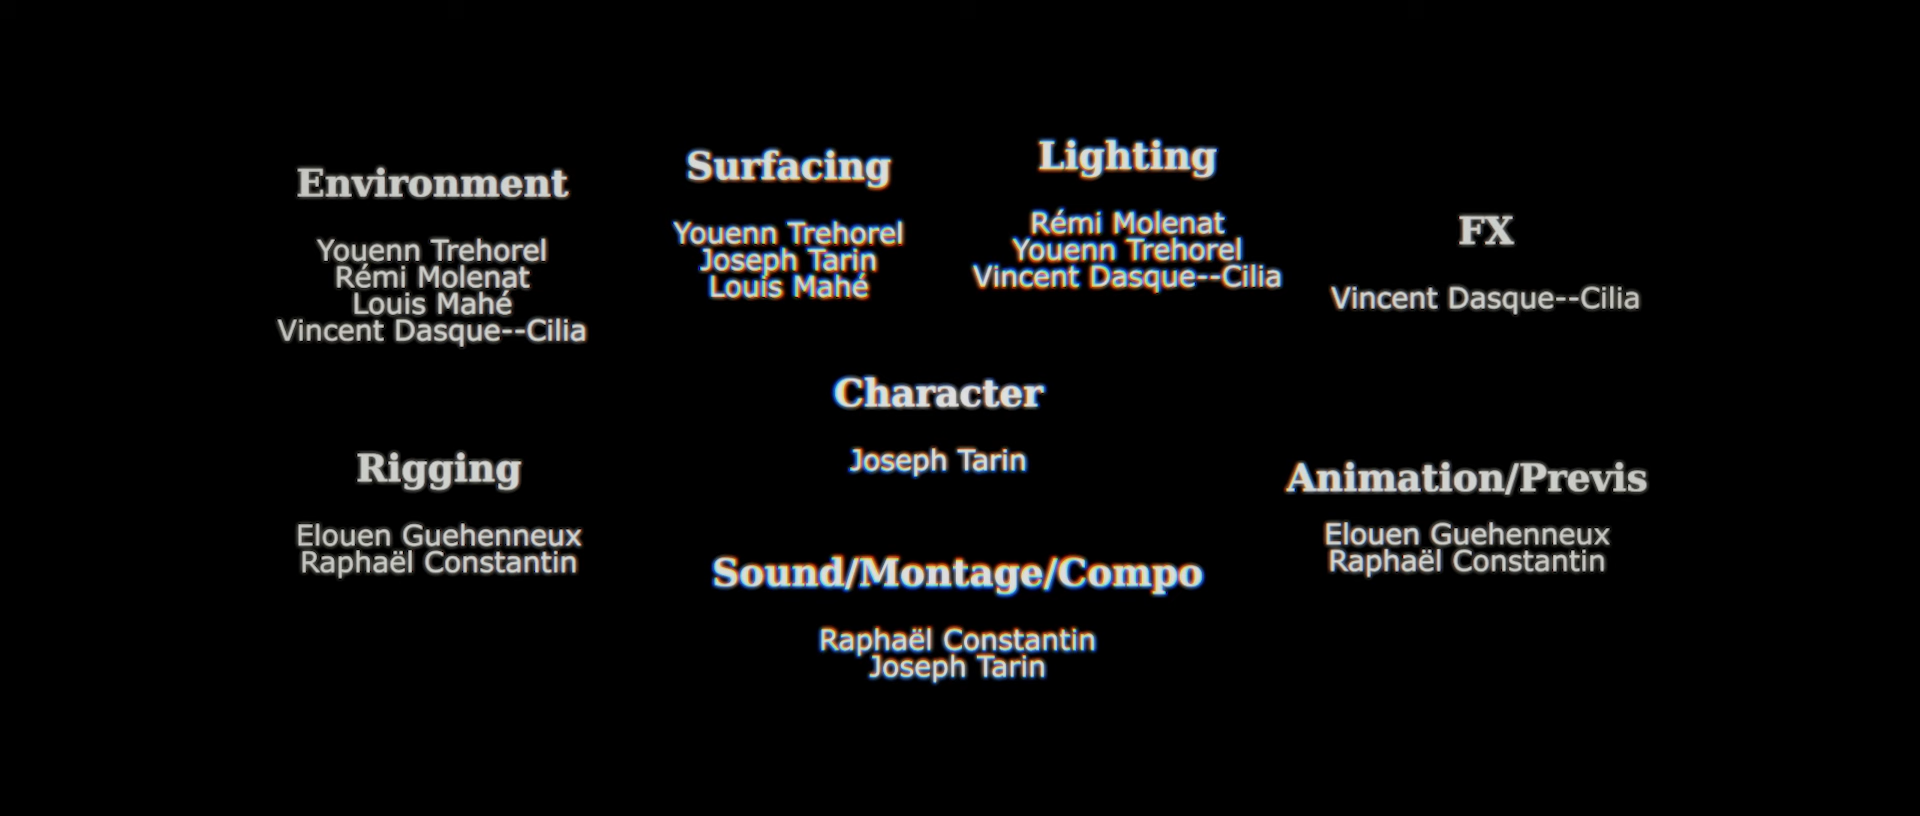 Environment
Youenn Trehorel
Rémi Molenat
Louis Mahé
Vincent Dasque--Cilia
Surfacing
Youenn Trehorel
Joseph Tarin
Louis Mahé
Lighting
Rémi Molenat
Youenn Trehorel
Vincent Dasque--Cilia
FX
Vincent Dasque--Cilia
Character
Joseph Tarin
Rigging
Elouen Guehenneux
Raphaël Constantin
Sound/Montage/Compo
Raphaël Constantin
Joseph Tarin
Animation/Previs
Elouen Guehenneux
Raphaël Constantin